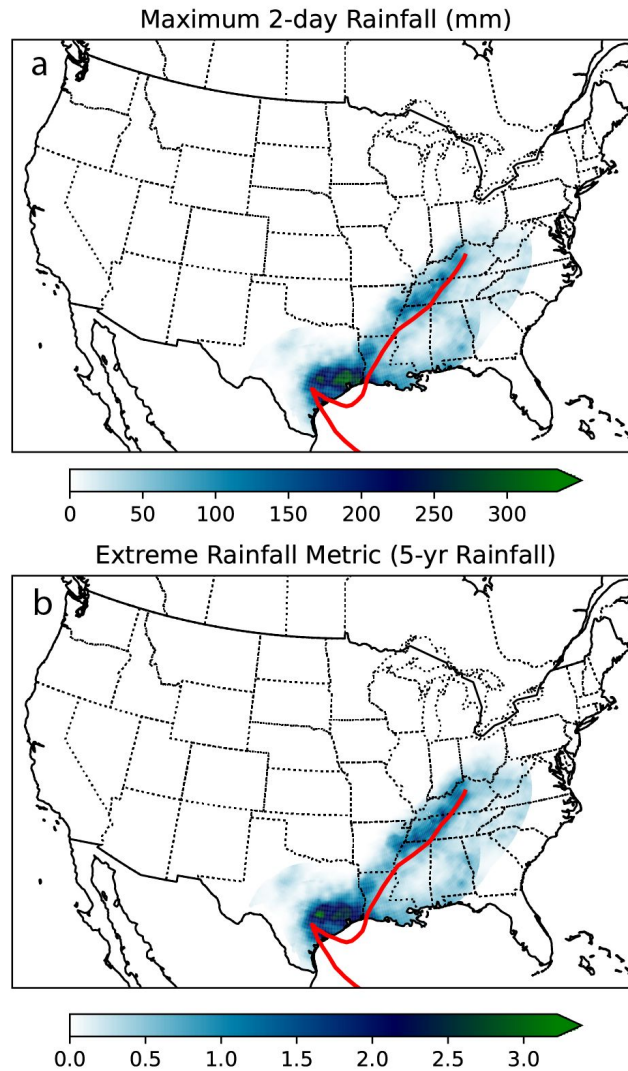 Maximum 2-day Rainfall (mm)
a
0 50 100 150 200 250 300
Extreme Rainfall Metric (5-yr Rainfall)
b
0.0 0.5 1.0 1.5 2.0 2.5 3.0